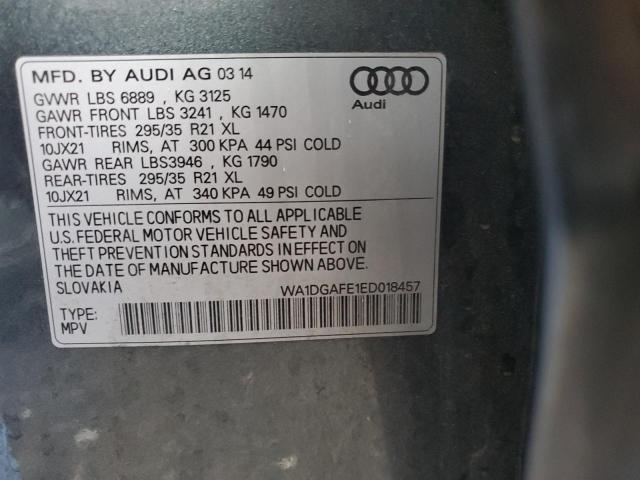 MFD. BY AUDI AG 03 14
GVWR LBS 6889 , KG 3125
GAWR FRONT LBS 3241 , KG 1470
FRONT-TIRES 295/35 R21 XL
10JX21 RIMS, AT 300 KPA 44 PSI COLD
GAWR REAR LBS3946 , KG 1790
REAR-TIRES 295/35 R21 XL
10JX21 RIMS, AT 340 KPA 49 PSI COLD
Audi
THIS VEHICLE CONFORMS TO ALL APPLICABLE
U.S. FEDERAL MOTOR VEHICLE SAFETY AND
THEFT PREVENTION STANDARDS IN EFFECT ON
THE DATE OF MANUFACTURE SHOWN ABOVE.
SLOVAKIA WA1DGAFE1ED018457
TYPE:
MPV